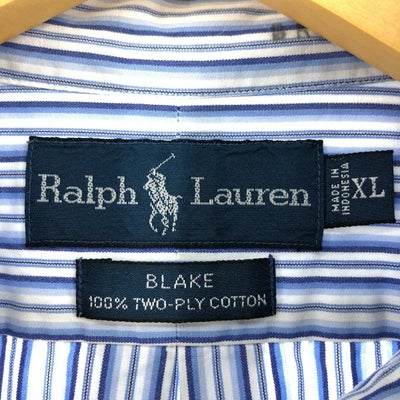 Ralph Lauren
MADE IN
INDONESIA
XL
BLAKE
100% TWO-PLY COTTON